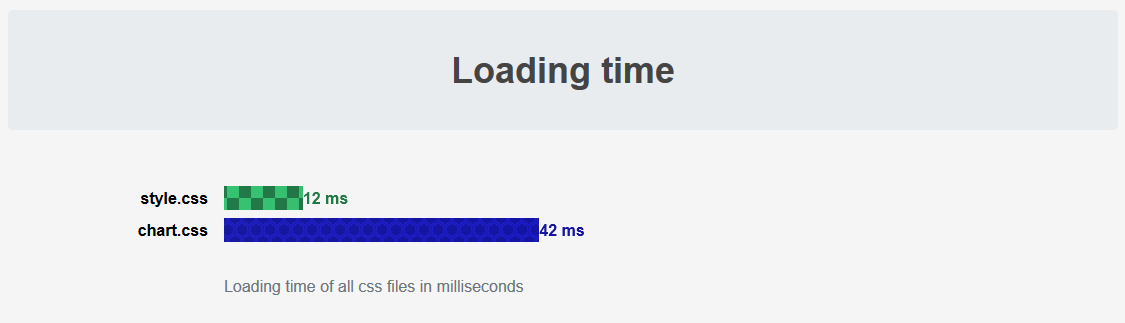 Loading time
style.css 12 ms
chart.css 42 ms
Loading time of all css files in milliseconds